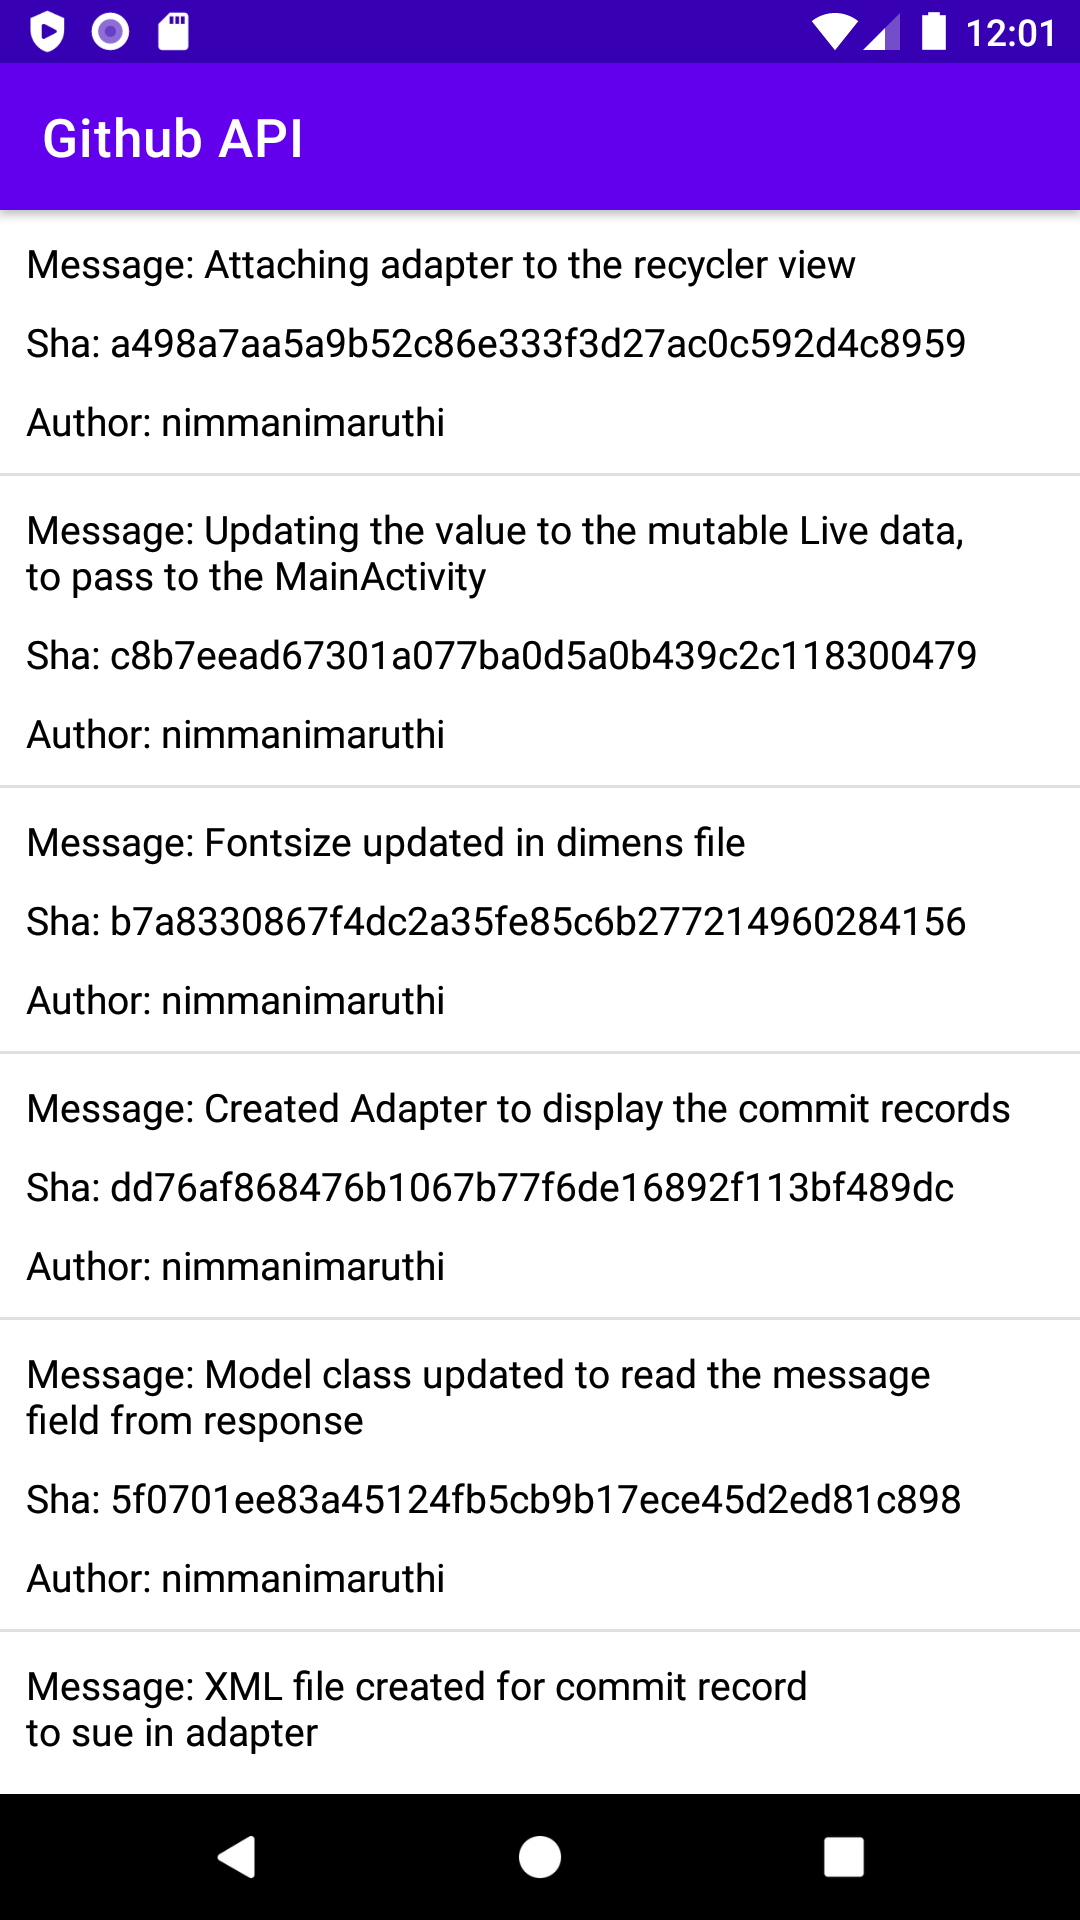 12:01
Github API
Message: Attaching adapter to the recycler view
Sha: a498a7aa5a9b52c86e333f3d27ac0c592d4c8959
Author: nimmanimaruthi
Message: Updating the value to the mutable Live data,
to pass to the MainActivity
Sha: c8b7eead67301a077ba0d5a0b439c2c118300479
Author: nimmanimaruthi
Message: Fontsize updated in dimens file
Sha: b7a8330867f4dc2a35fe85c6b277214960284156
Author: nimmanimaruthi
Message: Created Adapter to display the commit records
Sha: dd76af868476b1067b77f6de16892f113bf489dc
Author: nimmanimaruthi
Message: Model class updated to read the message
field from response
Sha: 5f0701ee83a45124fb5cb9b17ece45d2ed81c898
Author: nimmanimaruthi
Message: XML file created for commit record
to sue in adapter